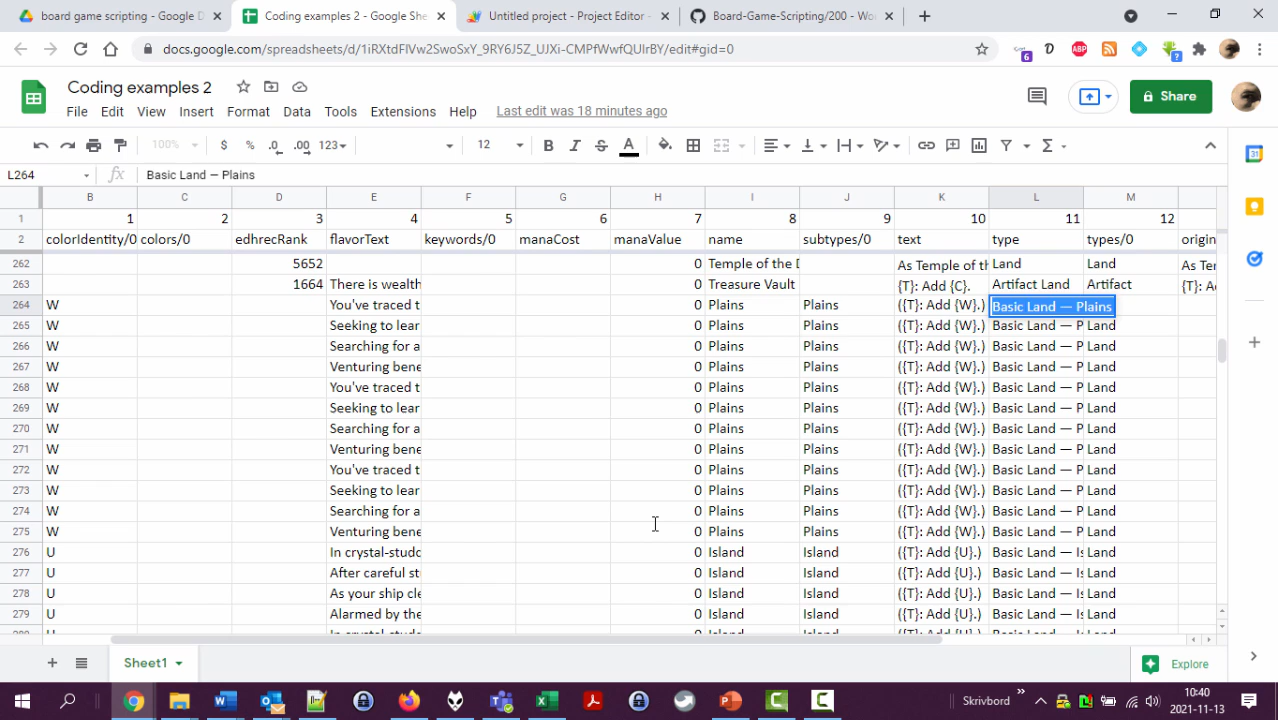 board game scripting - Google D
Coding examples 2 - Google She
Untitled project - Project Editor -
Board-Game-Scripting/200 - Wo
docs.google.com/spreadsheets/d/1iRXtdFIVw2SwoSxY_9RY6J5Z_UJXi-CMPfWwfQUIrBY/edit#gid=0
Coding examples 2
File Edit View Insert Format Data Tools Extensions Help Last edit was 18 minutes ago
Share
100% $ % .0 .00 123 12 B I S A
L264 fx Basic Land — Plains
B C D E F G H I J K L M
1 1 2 3 4 5 6 7 8 9 10 11 12
2 colorIdentity/0 colors/0 edhrecRank flavorText keywords/0 manaCost manaValue name subtypes/0 text type types/0 origin
262 5652 0 Temple of the D As Temple of th Land Land As Ten
263 1664 There is wealth 0 Treasure Vault {T}: Add {C}. Artifact Land Artifact {T}: Ad
264 W You've traced t 0 Plains Plains ({T}: Add {W}.) Basic Land — Plains
265 W Seeking to lear 0 Plains Plains ({T}: Add {W}.) Basic Land — P Land
266 W Searching for a 0 Plains Plains ({T}: Add {W}.) Basic Land — P Land
267 W Venturing bene 0 Plains Plains ({T}: Add {W}.) Basic Land — P Land
268 W You've traced t 0 Plains Plains ({T}: Add {W}.) Basic Land — P Land
269 W Seeking to lear 0 Plains Plains ({T}: Add {W}.) Basic Land — P Land
270 W Searching for a 0 Plains Plains ({T}: Add {W}.) Basic Land — P Land
271 W Venturing bene 0 Plains Plains ({T}: Add {W}.) Basic Land — P Land
272 W You've traced t 0 Plains Plains ({T}: Add {W}.) Basic Land — P Land
273 W Seeking to lear 0 Plains Plains ({T}: Add {W}.) Basic Land — P Land
274 W Searching for a 0 Plains Plains ({T}: Add {W}.) Basic Land — P Land
275 W Venturing bene 0 Plains Plains ({T}: Add {W}.) Basic Land — P Land
276 U In crystal-studd 0 Island Island ({T}: Add {U}.) Basic Land — Is Land
277 U After careful st 0 Island Island ({T}: Add {U}.) Basic Land — Is Land
278 U As your ship cle 0 Island Island ({T}: Add {U}.) Basic Land — Is Land
279 U Alarmed by the 0 Island Island ({T}: Add {U}.) Basic Land — Is Land
Sheet1
Explore
Skrivbord
10:40
2021-11-13